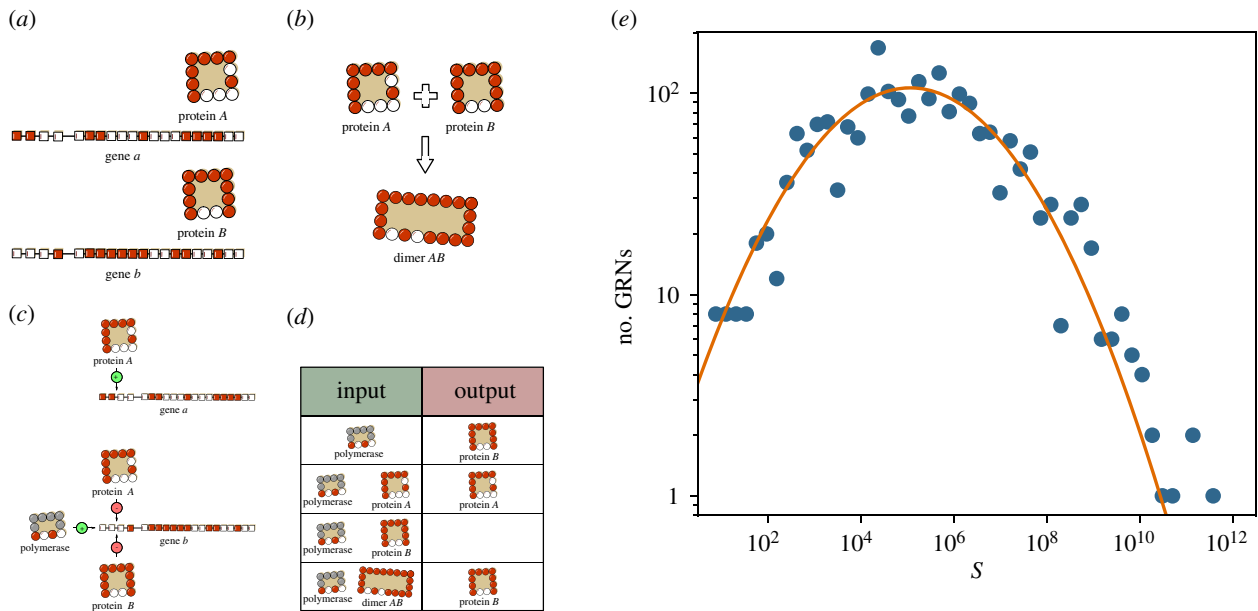 (a)
protein A
gene a
protein B
gene b
(b)
protein A
protein B
dimer AB
(c)
protein A
+
gene a
protein A
-
polymerase
+
gene b
-
protein B
(d)
input output
polymerase
protein B
polymerase protein A
protein A
polymerase protein B
polymerase dimer AB
protein B
(e)
no. GRNs
10²
10
1
10² 10⁴ 10⁶ 10⁸ 10¹⁰ 10¹²
S